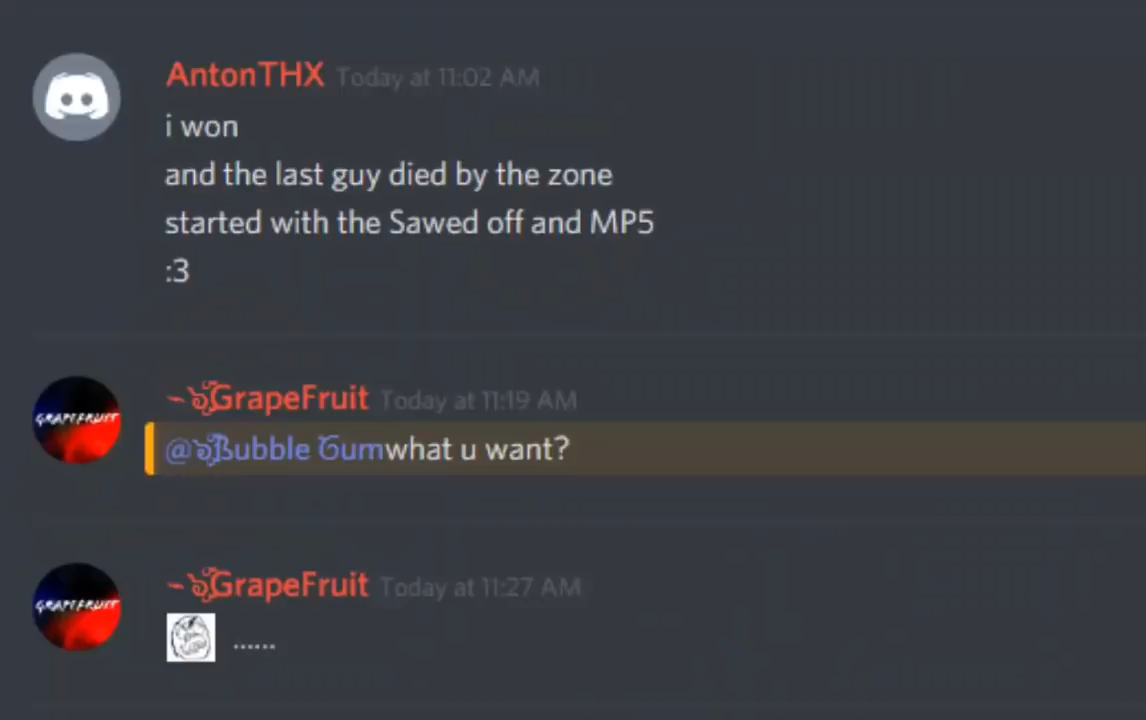 AntonTHX Today at 11:02 AM
i won
and the last guy died by the zone
started with the Sawed off and MP5
:3
GRAPEFRUIT
GrapeFruit Today at 11:19 AM
@Bubble Gumwhat u want?
GRAPEFRUIT
GrapeFruit Today at 11:27 AM
......